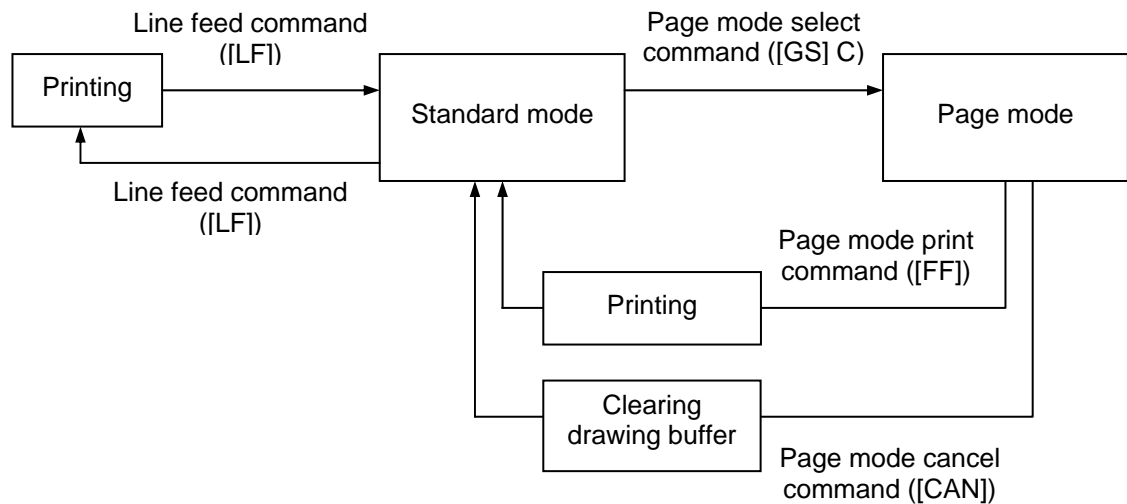 Line feed command
([LF])
Page mode select
command ([GS] C)
Printing
Standard mode
Page mode
Line feed command
([LF])
Page mode print
command ([FF])
Printing
Clearing
drawing buffer
Page mode cancel
command ([CAN])